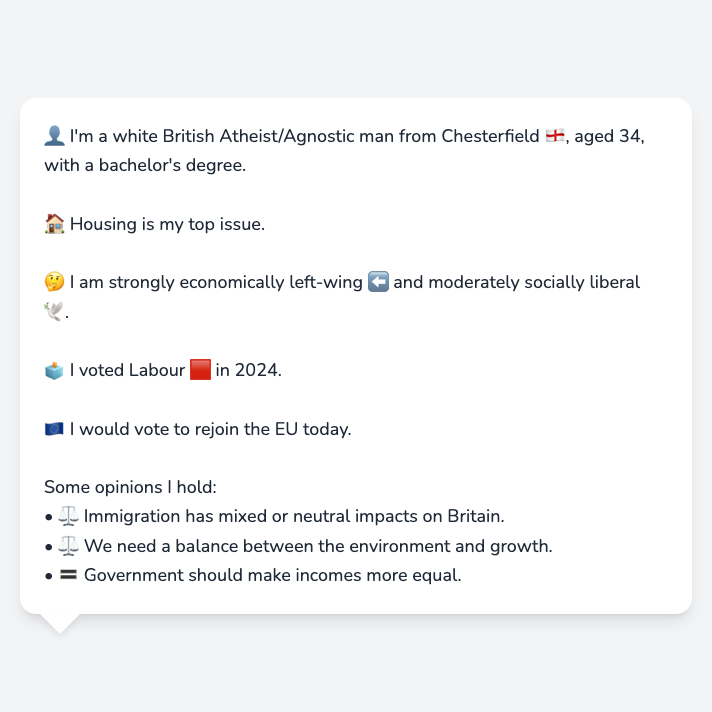 👤 I'm a white British Atheist/Agnostic man from Chesterfield 🏴󠁧󠁢󠁥󠁮󠁧󠁿, aged 34,
with a bachelor's degree.
🏠 Housing is my top issue.
🤔 I am strongly economically left-wing ⬅️ and moderately socially liberal
🕊️.
🗳️ I voted Labour 🟥 in 2024.
🇪🇺 I would vote to rejoin the EU today.
Some opinions I hold:
• ⚖️ Immigration has mixed or neutral impacts on Britain.
• ⚖️ We need a balance between the environment and growth.
• 🟰 Government should make incomes more equal.